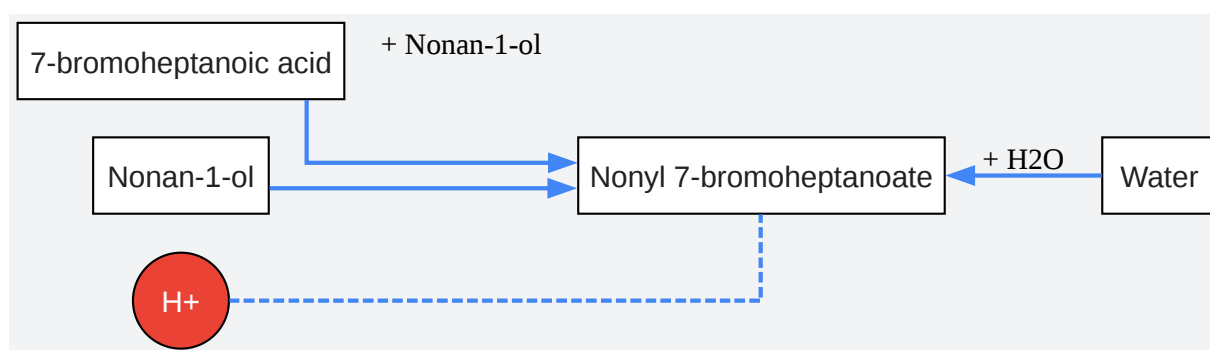 7-bromoheptanoic acid
+ Nonan-1-ol
Nonan-1-ol
Nonyl 7-bromoheptanoate
+ H2O
Water
H+